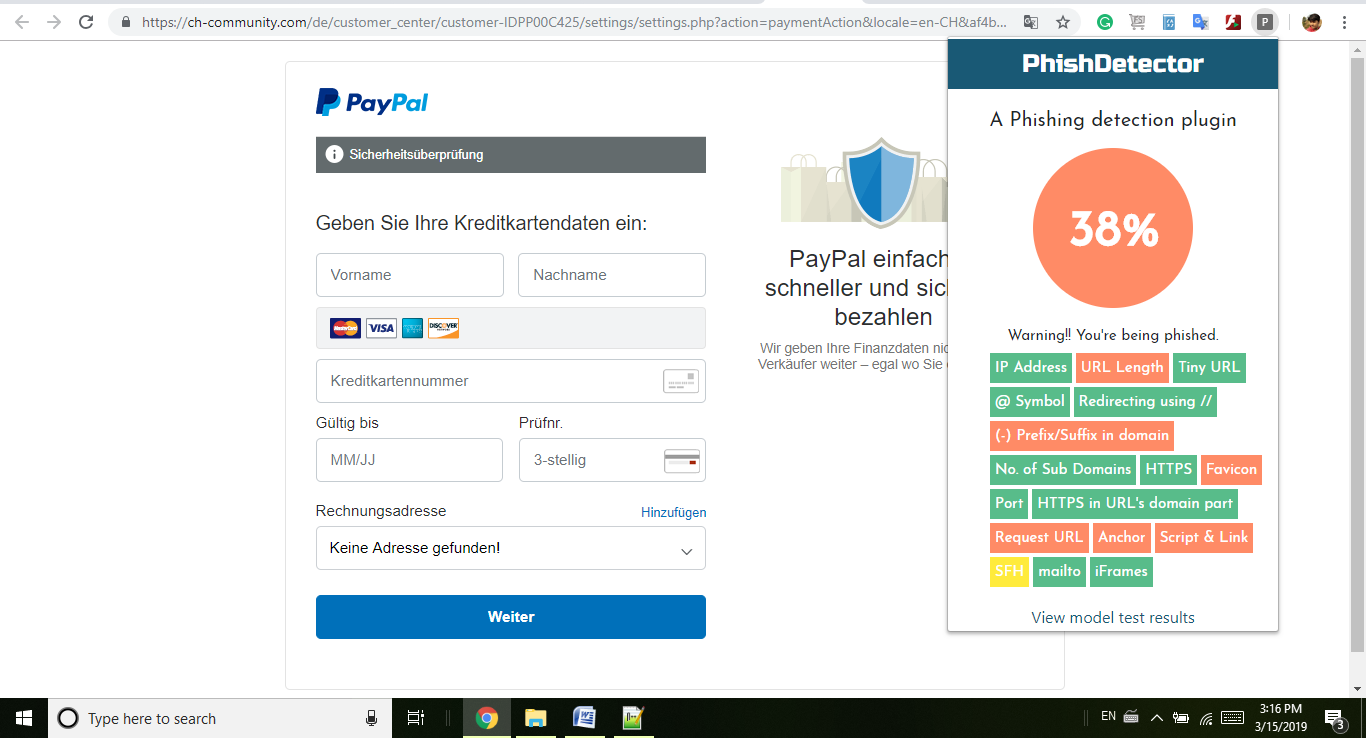 https://ch-community.com/de/customer_center/customer-IDPP00C425/settings/settings.php?action=paymentAction&locale=en-CH&af4b...
P
PhishDetector
A Phishing detection plugin
38%
Warning!! You're being phished.
IP Address URL Length Tiny URL
@ Symbol Redirecting using //
(-) Prefix/Suffix in domain
No. of Sub Domains HTTPS Favicon
Port HTTPS in URL's domain part
Request URL Anchor Script & Link
SFH mailto iFrames
View model test results
PayPal
Sicherheitsüberprüfung
Geben Sie Ihre Kreditkartendaten ein:
Vorname Nachname
MasterCard VISA DISCOVER
Kreditkartennummer
Gültig bis Prüfnr.
MM/JJ 3-stellig
Rechnungsadresse Hinzufügen
Keine Adresse gefunden!
Weiter
PayPal einfach
schneller und sic
bezahlen
Wir geben Ihre Finanzdaten nic
Verkäufer weiter – egal wo Sie
Type here to search
EN
3:16 PM
3/15/2019
3